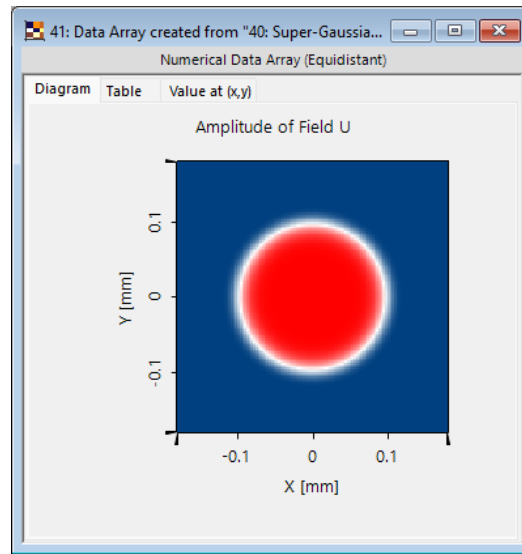 41: Data Array created from "40: Super-Gaussia...
Numerical Data Array (Equidistant)
Diagram Table Value at (x,y)
Amplitude of Field U
0.1
0
-0.1
Y [mm]
-0.1 0 0.1
X [mm]